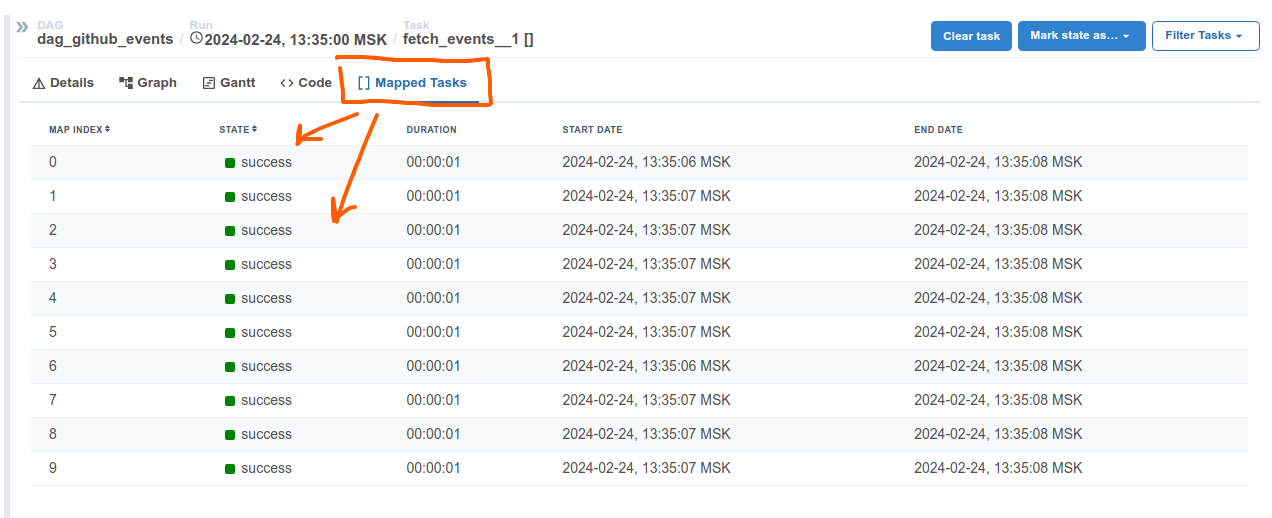 DAG Run Task
dag_github_events / 2024-02-24, 13:35:00 MSK / fetch_events__1 []
Clear task Mark state as... Filter Tasks
Details Graph Gantt Code [] Mapped Tasks
MAP INDEX STATE DURATION START DATE END DATE
0 success 00:00:01 2024-02-24, 13:35:06 MSK 2024-02-24, 13:35:08 MSK
1 success 00:00:01 2024-02-24, 13:35:07 MSK 2024-02-24, 13:35:08 MSK
2 success 00:00:01 2024-02-24, 13:35:07 MSK 2024-02-24, 13:35:08 MSK
3 success 00:00:01 2024-02-24, 13:35:07 MSK 2024-02-24, 13:35:08 MSK
4 success 00:00:01 2024-02-24, 13:35:07 MSK 2024-02-24, 13:35:08 MSK
5 success 00:00:01 2024-02-24, 13:35:07 MSK 2024-02-24, 13:35:08 MSK
6 success 00:00:01 2024-02-24, 13:35:06 MSK 2024-02-24, 13:35:08 MSK
7 success 00:00:01 2024-02-24, 13:35:07 MSK 2024-02-24, 13:35:08 MSK
8 success 00:00:01 2024-02-24, 13:35:07 MSK 2024-02-24, 13:35:08 MSK
9 success 00:00:01 2024-02-24, 13:35:07 MSK 2024-02-24, 13:35:08 MSK